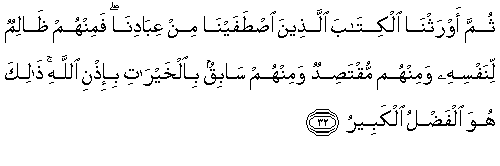 ثُمَّ أَوْرَثْنَا ٱلْكِتَٰبَ ٱلَّذِينَ ٱصْطَفَيْنَا مِنْ عِبَادِنَا ۖ فَمِنْهُمْ ظَالِمٌ
لِّنَفْسِهِۦ وَمِنْهُم مُّقْتَصِدٌ وَمِنْهُمْ سَابِقٌۢ بِٱلْخَيْرَٰتِ بِإِذْنِ ٱللَّهِ ۚ ذَٰلِكَ
هُوَ ٱلْفَضْلُ ٱلْكَبِيرُ ٣٢